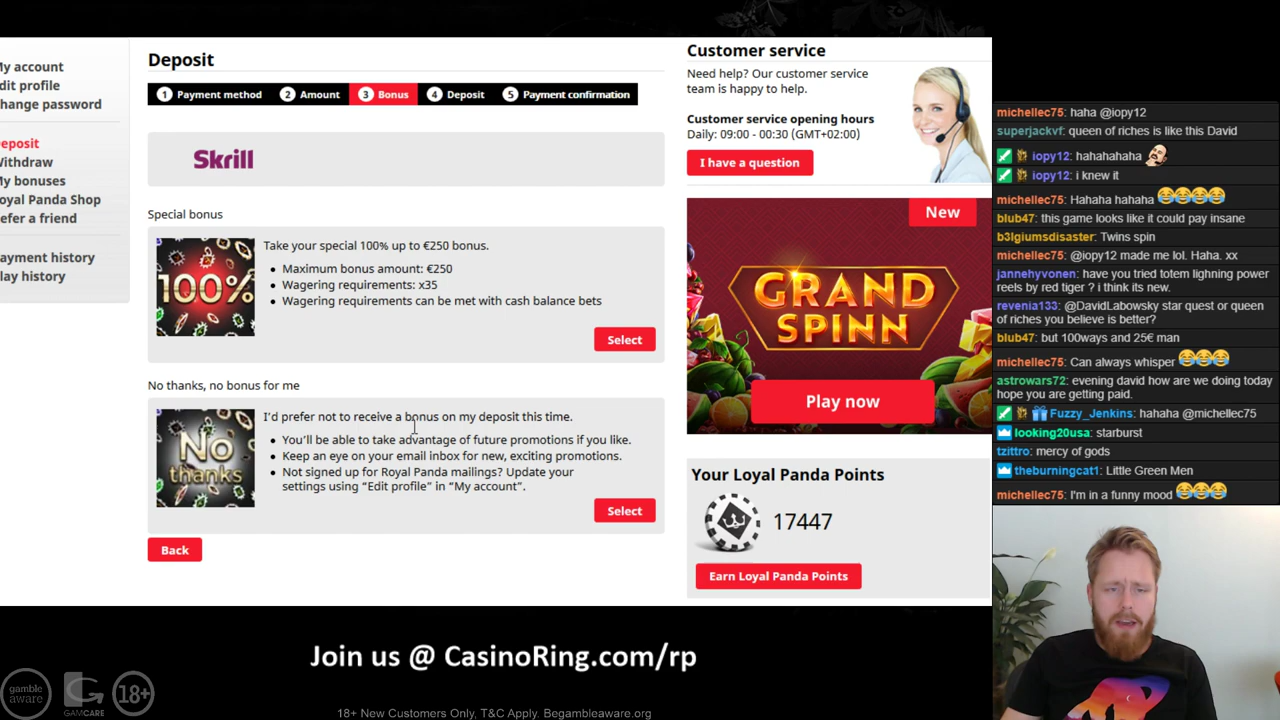 My account
dit profile
hange password
Deposit
Withdraw
My bonuses
oyal Panda Shop
efer a friend
ayment history
lay history
Deposit
1 Payment method 2 Amount 3 Bonus 4 Deposit 5 Payment confirmation
Skrill
Special bonus
100%
Take your special 100% up to €250 bonus.
Maximum bonus amount: €250
Wagering requirements: x35
Wagering requirements can be met with cash balance bets
Select
No thanks, no bonus for me
No
thanks
I'd prefer not to receive a bonus on my deposit this time.
You'll be able to take advantage of future promotions if you like.
Keep an eye on your email inbox for new, exciting promotions.
Not signed up for Royal Panda mailings? Update your
settings using "Edit profile" in "My account".
Select
Back
Customer service
Need help? Our customer service
team is happy to help.
Customer service opening hours
Daily: 09:00 - 00:30 (GMT+02:00)
I have a question
New
GRAND
SPINN
Play now
Your Loyal Panda Points
17447
Earn Loyal Panda Points
michellec75: haha @iopy12
superjackvf: queen of riches is like this David
iopy12: hahahahaha
iopy12: i knew it
michellec75: Hahaha hahaha
blub47: this game looks like it could pay insane
b3lgiumsdisaster: Twins spin
michellec75: @iopy12 made me lol. Haha. xx
jannehyvonen: have you tried totem lighning power
reels by red tiger ? i think its new.
revenia133: @DavidLabowsky star quest or queen
of riches you believe is better?
blub47: but 100ways and 25€ man
michellec75: Can always whisper
astrowars72: evening david how are we doing today
hope you are getting paid.
Fuzzy_Jenkins: hahaha @michellec75
looking20usa: starburst
tzittro: mercy of gods
theburningcat1: Little Green Men
michellec75: I'm in a funny mood
Join us @ CasinoRing.com/rp
gamble
aware
GAMCARE
18+
18+ New Customers Only, T&C Apply. Begambleaware.org